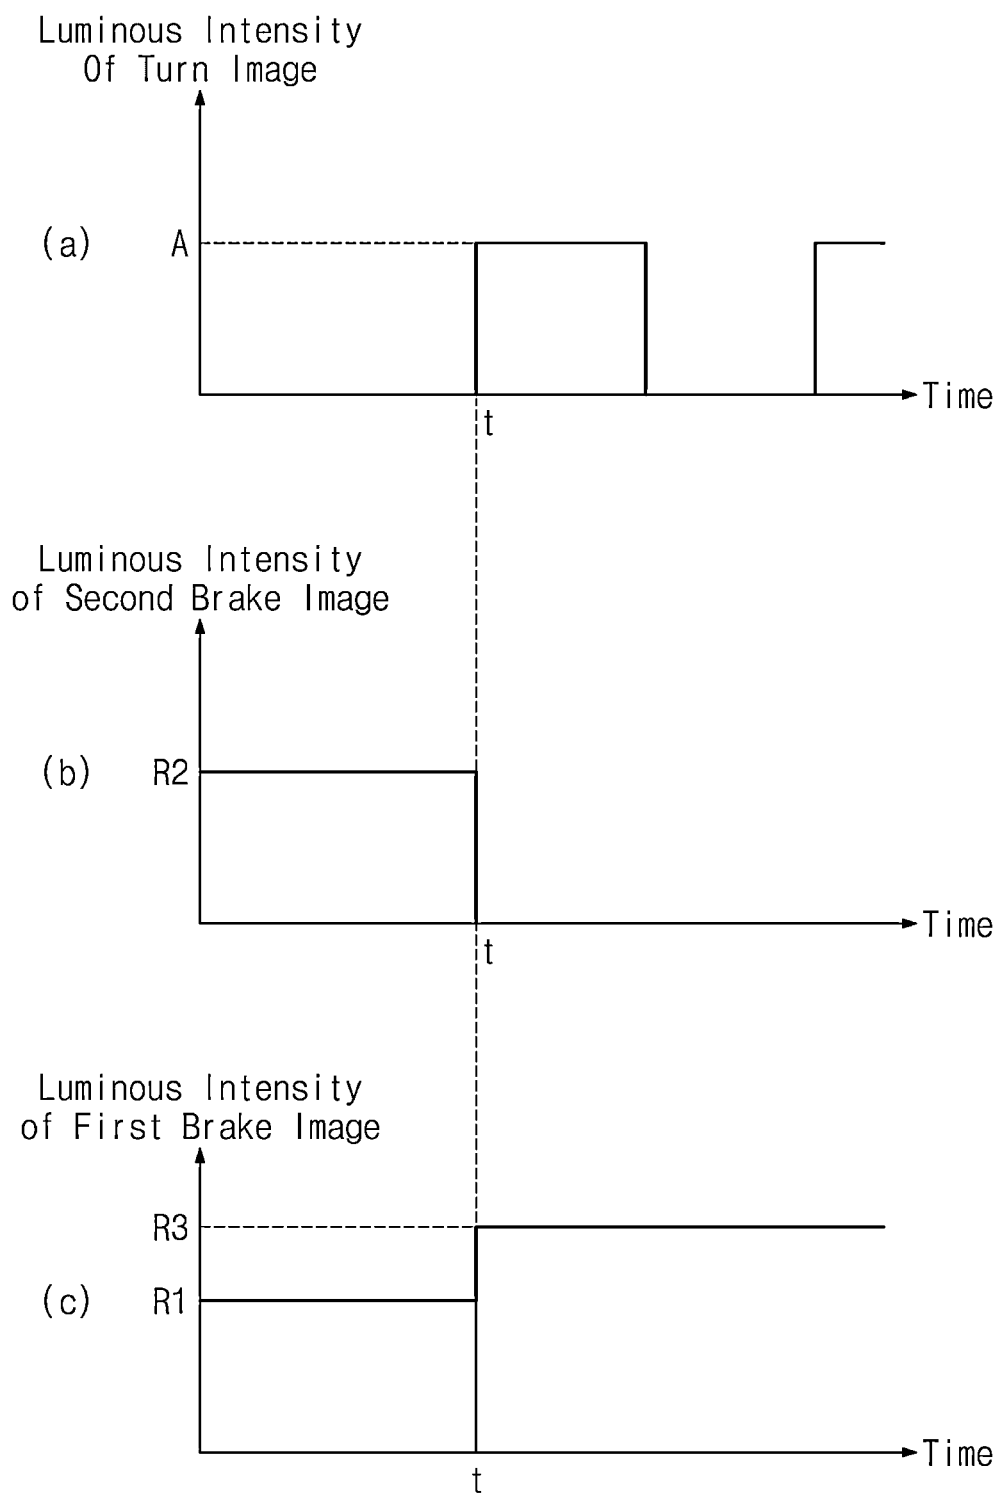 Luminous Intensity
Of Turn Image
(a)
A
Time
t
Luminous Intensity
of Second Brake Image
(b)
R2
Time
t
Luminous Intensity
of First Brake Image
R3
(c)
R1
Time
t